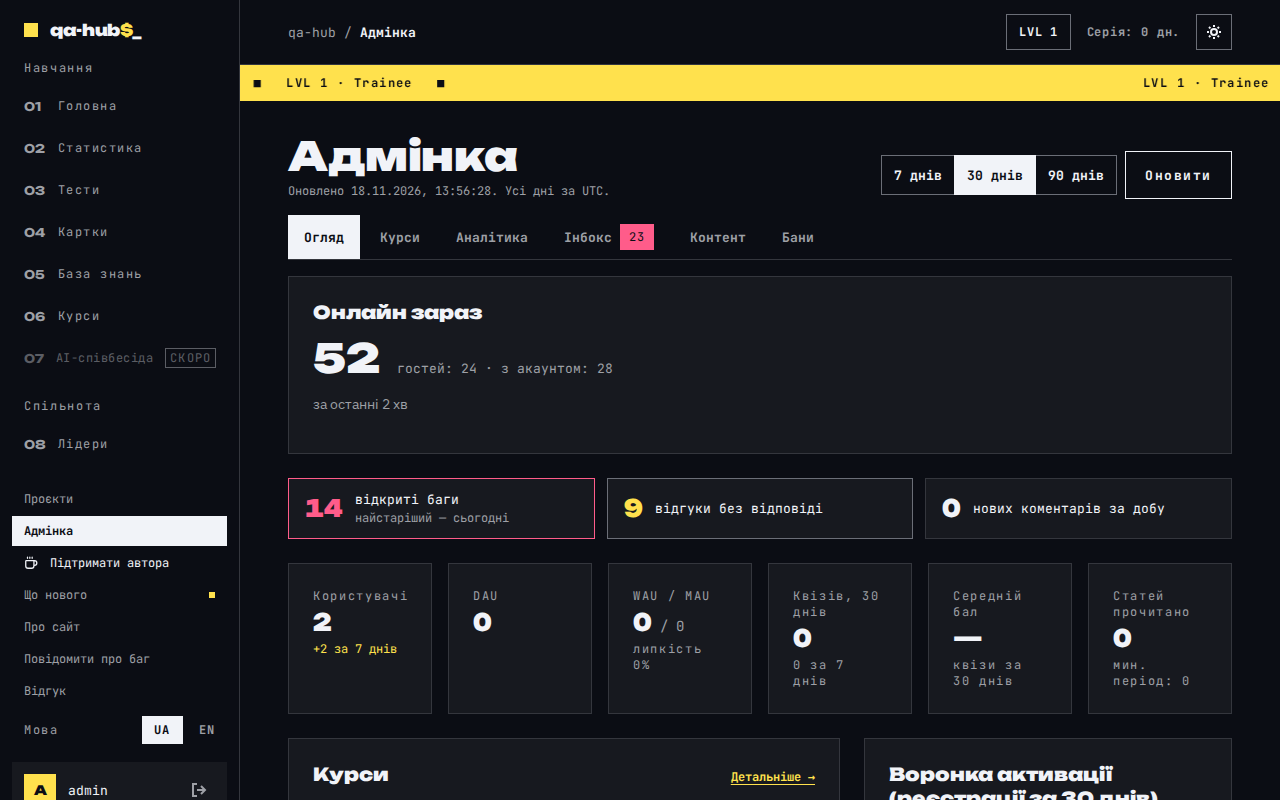 qa-hub$_
Навчання
01 Головна
02 Статистика
03 Тести
04 Картки
05 База знань
06 Курси
07 AI-співбесіда СКОРО
Спільнота
08 Лідери
Проєкти
Адмінка
Підтримати автора
Що нового
Про сайт
Повідомити про баг
Відгук
Мова UA EN
A admin
qa-hub / Адмінка
LVL 1 Серія: 0 дн.
LVL 1 · Trainee LVL 1 · Trainee
Адмінка
Оновлено 18.11.2026, 13:56:28. Усі дні за UTC.
7 днів 30 днів 90 днів Оновити
Огляд Курси Аналітика Інбокс 23 Контент Бани
Онлайн зараз
52 гостей: 24 · з акаунтом: 28
за останні 2 хв
14 відкриті баги
найстаріший — сьогодні
9 відгуки без відповіді
0 нових коментарів за добу
Користувачі
2
+2 за 7 днів
DAU
0
WAU / MAU
0 / 0
липкість
0%
Квізів, 30
днів
0
0 за 7
днів
Середній
бал
—
квізи за
30 днів
Статей
прочитано
0
мин.
період: 0
Курси Детальніше →
Воронка активації
(реєстрації за 30 днів)